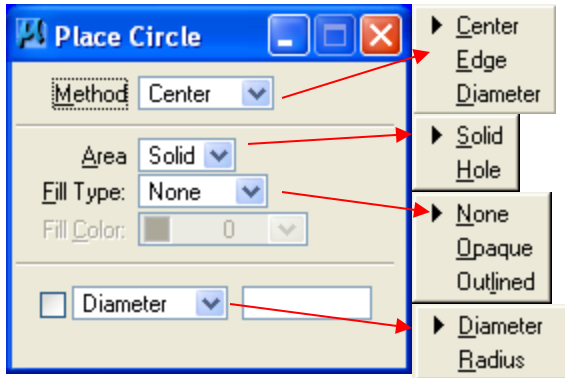 Place Circle
Method Center
Area Solid
Fill Type: None
Fill Color: 0
Diameter
Center
Edge
Diameter
Solid
Hole
None
Opaque
Outlined
Diameter
Radius